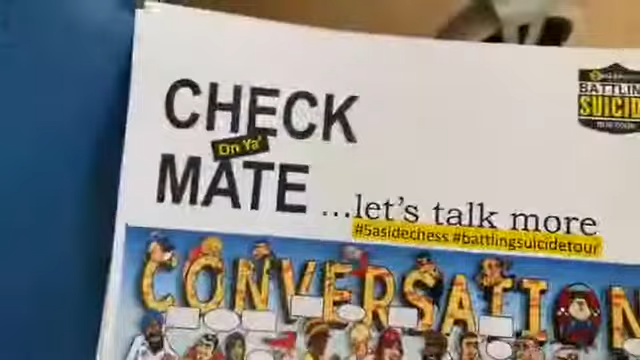 CHECK
On Ya'
MATE
...let's talk more
#5asidechess #battlingsuicidetour
BATTLIN
SUICID
CONVERSATION